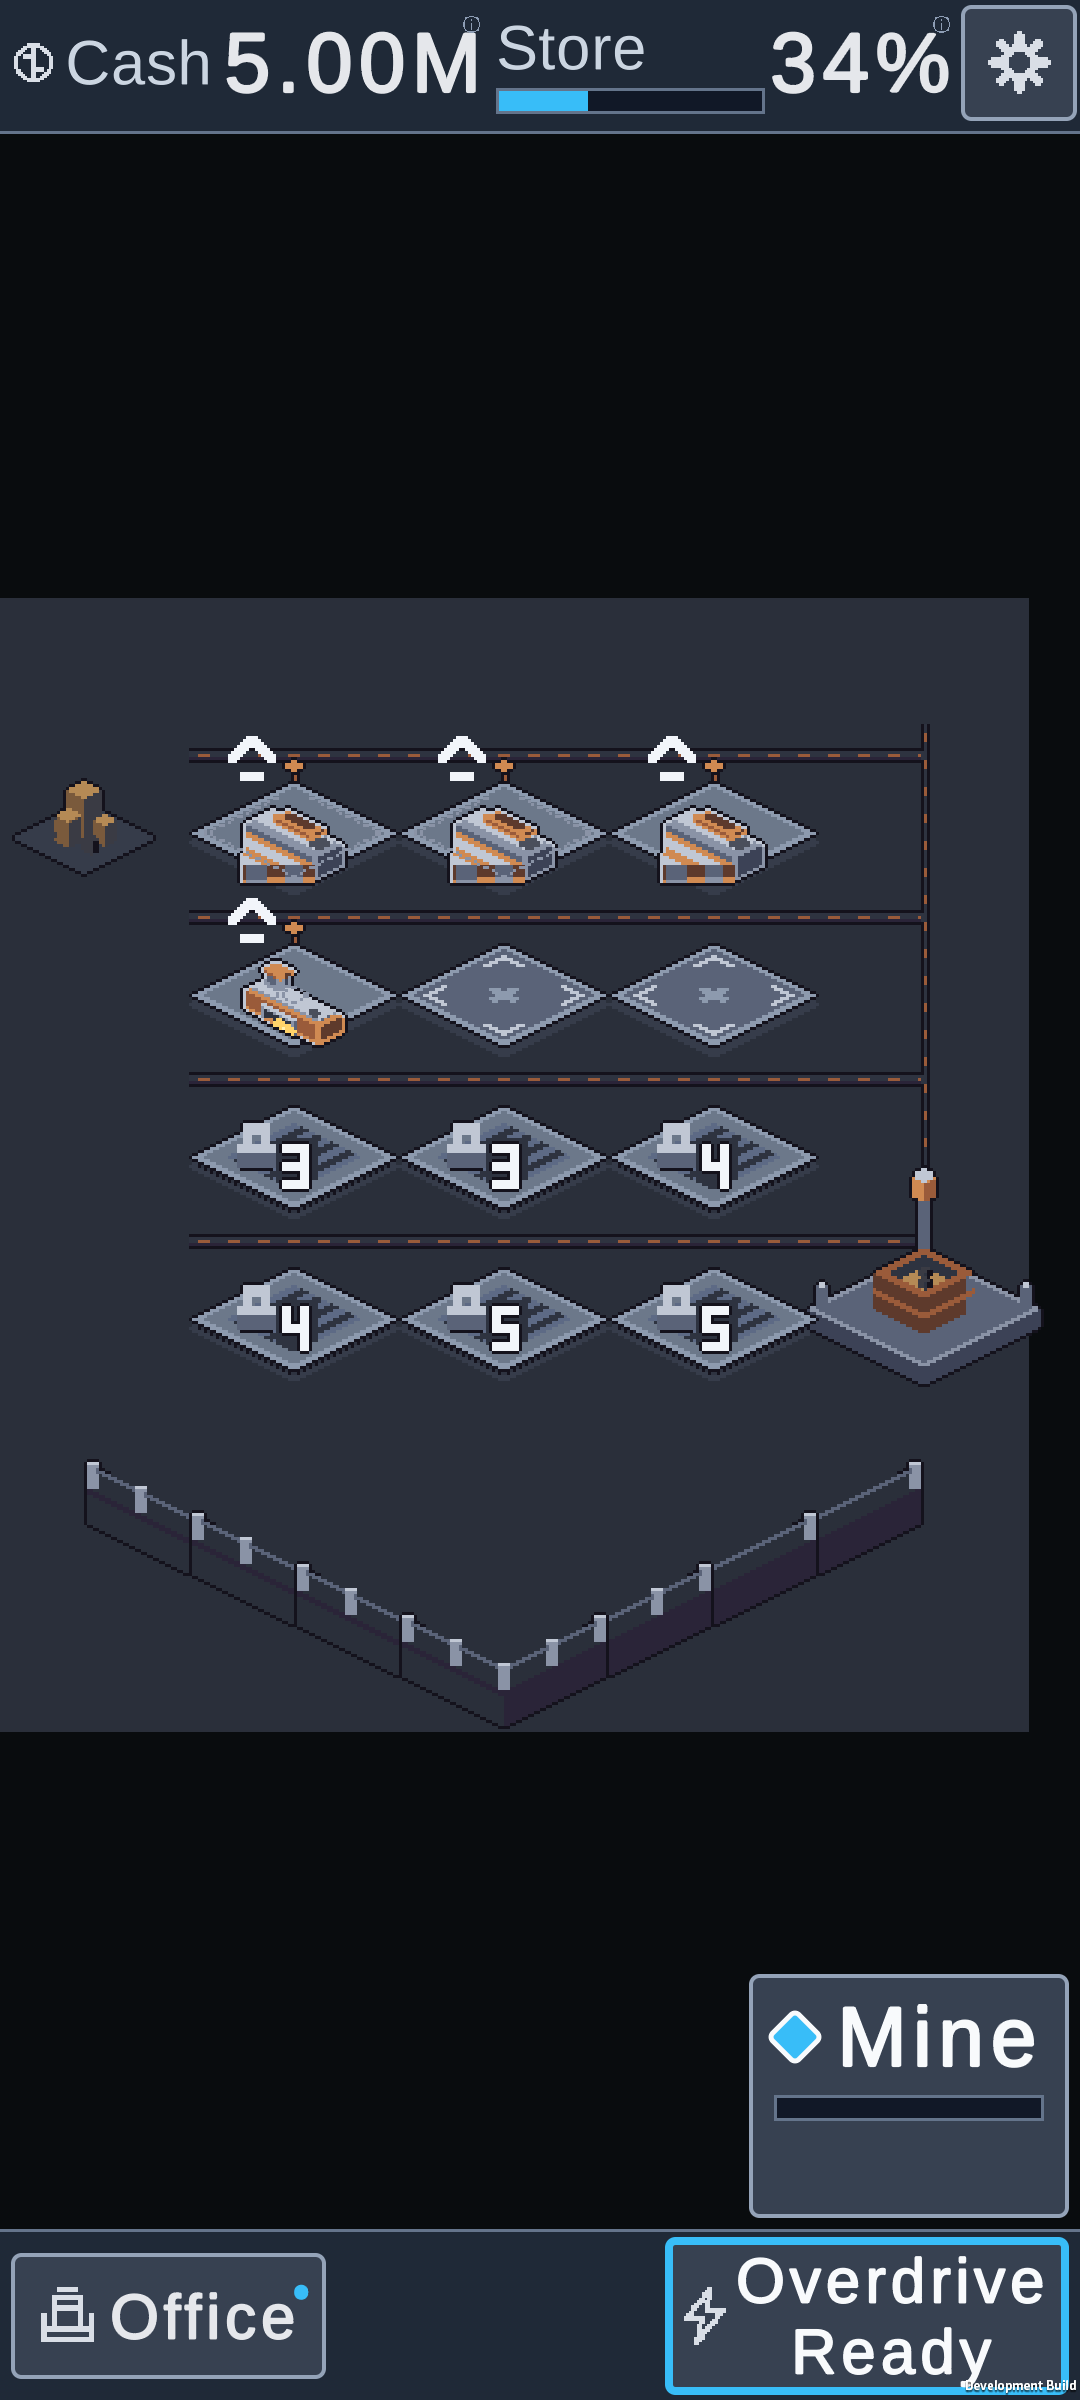 Cash 5.00M Store 34%
3 3 4
4 5 5
Mine
Office
Overdrive
Ready
Development Build